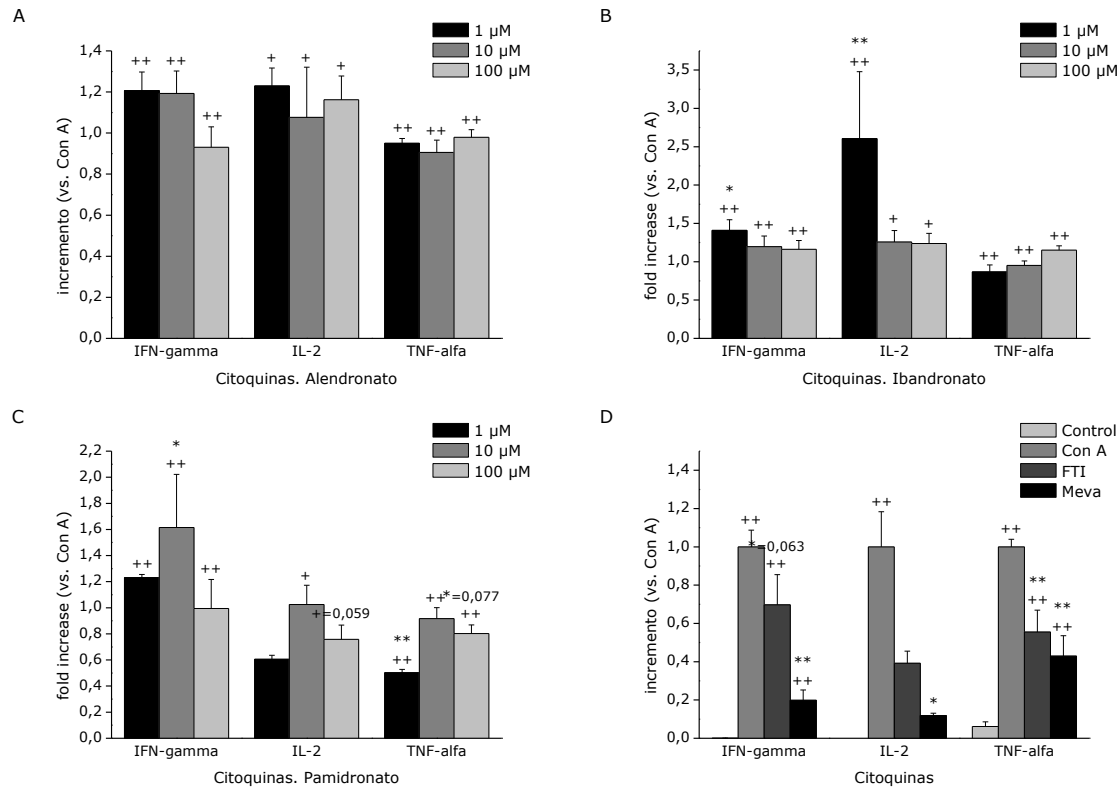 A
1 µM
10 µM
100 µM
incremento (vs. Con A)
1,4
1,2
1,0
0,8
0,6
0,4
0,2
0,0
++ ++ ++
+ + +
++ ++ ++
IFN-gamma IL-2 TNF-alfa
Citoquinas. Alendronato
B
1 µM
10 µM
100 µM
fold increase (vs. Con A)
3,5
3,0
2,5
2,0
1,5
1,0
0,5
0,0
* **
++ ++ ++
++ + +
++ ++ ++
IFN-gamma IL-2 TNF-alfa
Citoquinas. Ibandronato
C
1 µM
10 µM
100 µM
fold increase (vs. Con A)
2,2
2,0
1,8
1,6
1,4
1,2
1,0
0,8
0,6
0,4
0,2
0,0
*
++ ++ ++
+ +=0,059
** *=0,077
++ ++ ++
IFN-gamma IL-2 TNF-alfa
Citoquinas. Pamidronato
D
Control
Con A
FTI
Meva
incremento (vs. Con A)
1,4
1,2
1,0
0,8
0,6
0,4
0,2
0,0
++
*=0,063
++
**
++
++
*
++
**
++
**
++
IFN-gamma IL-2 TNF-alfa
Citoquinas